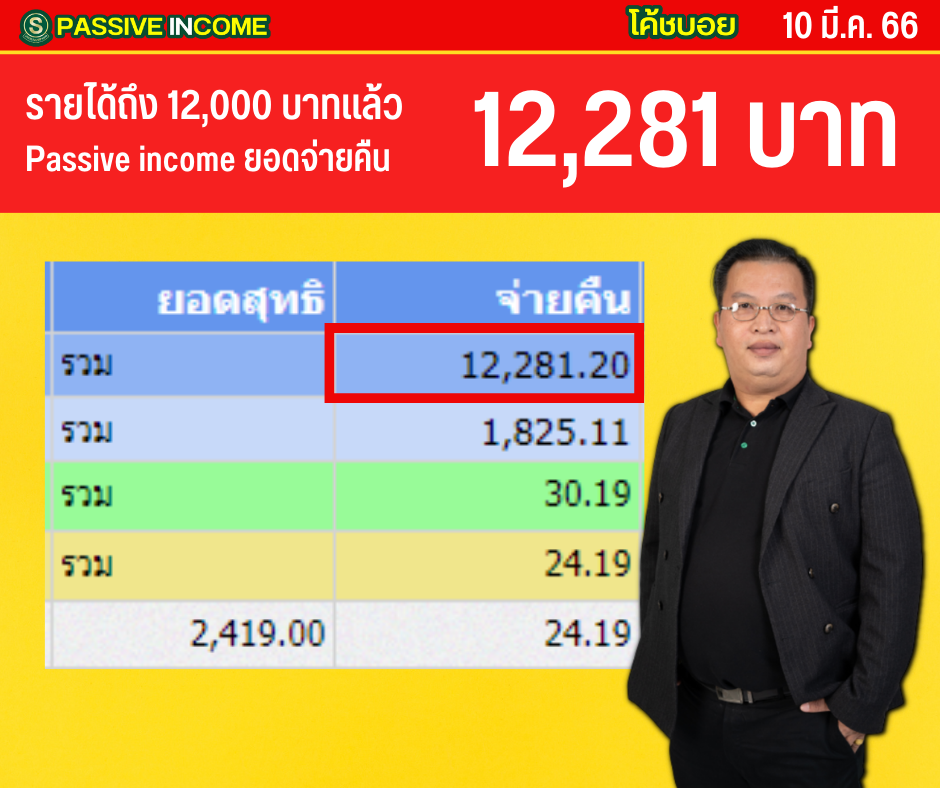 PASSIVE INCOME
โค้ชบอย
10 มี.ค. 66
รายได้ถึง 12,000 บาทแล้ว
Passive income ยอดจ่ายคืน
12,281 บาท
ยอดสุทธิ จ่ายคืน
รวม 12,281.20
รวม 1,825.11
รวม 30.19
รวม 24.19
2,419.00 24.19